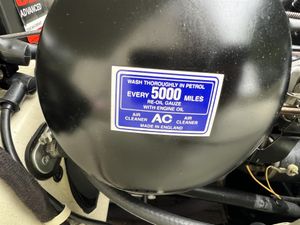 ADVANCED
WASH THOROUGHLY IN PETROL
EVERY 5000 MILES
RE-OIL GAUZE
WITH ENGINE OIL
AIR CLEANER AC AIR CLEANER
MADE IN ENGLAND